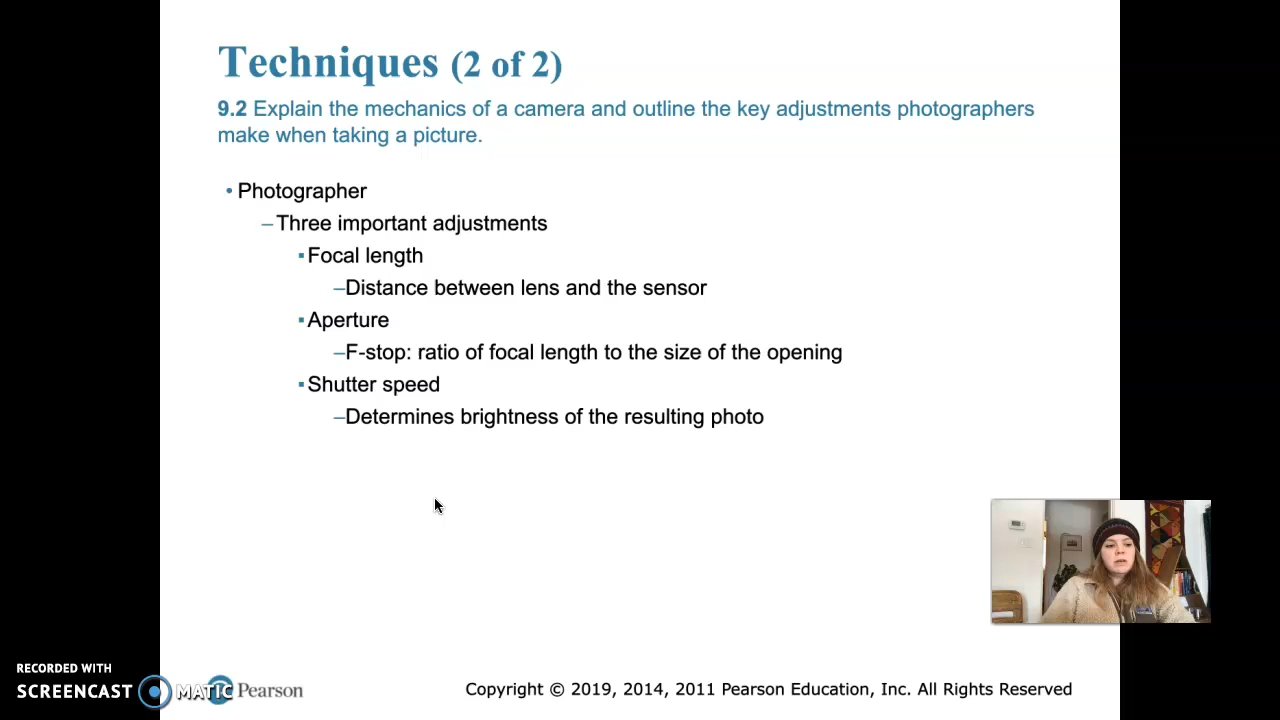 Techniques (2 of 2)
9.2 Explain the mechanics of a camera and outline the key adjustments photographers
make when taking a picture.
• Photographer
– Three important adjustments
▪ Focal length
– Distance between lens and the sensor
▪ Aperture
– F-stop: ratio of focal length to the size of the opening
▪ Shutter speed
– Determines brightness of the resulting photo
RECORDED WITH
SCREENCAST MATIC
Pearson
Copyright © 2019, 2014, 2011 Pearson Education, Inc. All Rights Reserved